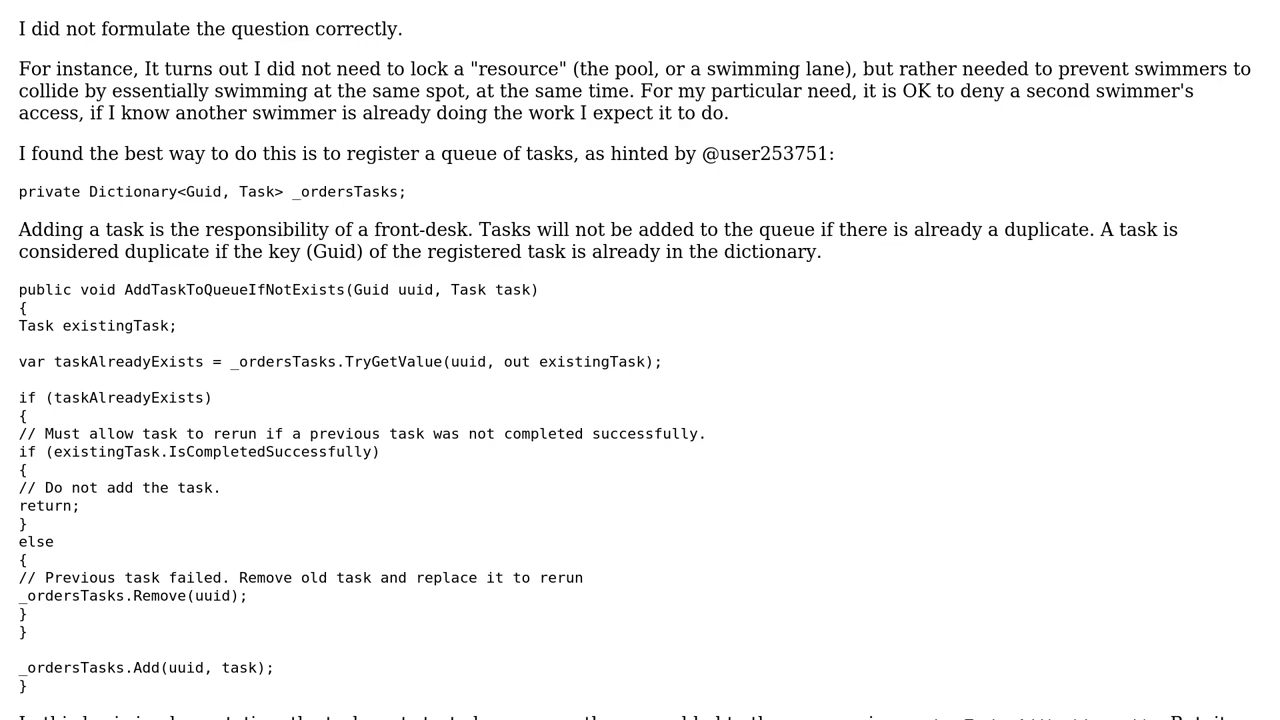 I did not formulate the question correctly.
For instance, It turns out I did not need to lock a "resource" (the pool, or a swimming lane), but rather needed to prevent swimmers to
collide by essentially swimming at the same spot, at the same time. For my particular need, it is OK to deny a second swimmer's
access, if I know another swimmer is already doing the work I expect it to do.
I found the best way to do this is to register a queue of tasks, as hinted by @user253751:
private Dictionary<Guid, Task> _ordersTasks;
Adding a task is the responsibility of a front-desk. Tasks will not be added to the queue if there is already a duplicate. A task is
considered duplicate if the key (Guid) of the registered task is already in the dictionary.
public void AddTaskToQueueIfNotExists(Guid uuid, Task task)
{
Task existingTask;
var taskAlreadyExists = _ordersTasks.TryGetValue(uuid, out existingTask);
if (taskAlreadyExists)
{
// Must allow task to rerun if a previous task was not completed successfully.
if (existingTask.IsCompletedSuccessfully)
{
// Do not add the task.
return;
}
else
{
// Previous task failed. Remove old task and replace it to rerun
_ordersTasks.Remove(uuid);
}
}
_ordersTasks.Add(uuid, task);
}